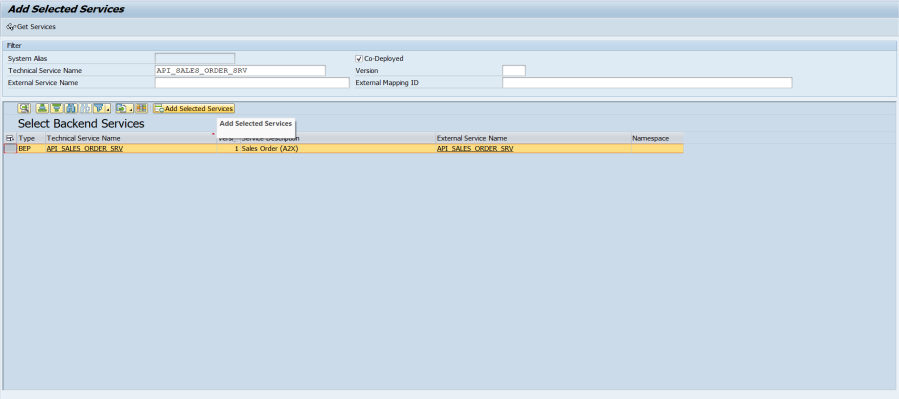 Add Selected Services
Get Services
Filter
System Alias
Co-Deployed
Technical Service Name API_SALES_ORDER_SRV Version
External Service Name External Mapping ID
Add Selected Services
Select Backend Services
Add Selected Services
Type Technical Service Name Versi Service Description External Service Name Namespace
BEP API_SALES_ORDER_SRV 1 Sales Order (A2X) API_SALES_ORDER_SRV